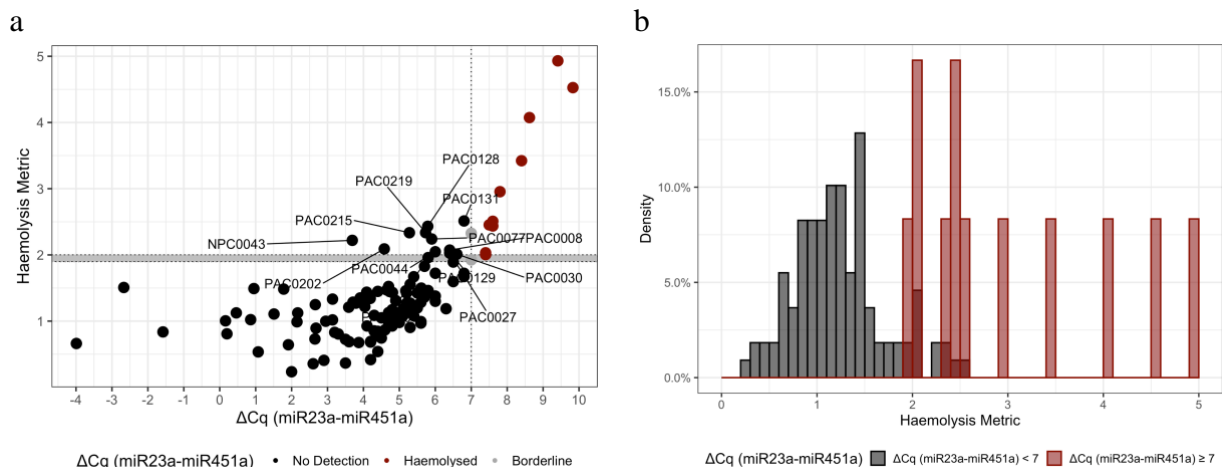 a
b
Haemolysis Metric
5
4
3
2
1
PAC0128
PAC0219
PAC0131
PAC0215
NPC0043
PAC0077
PAC0008
PAC0202
PAC0044
PAC0129
PAC0030
PAC0027
-4 -3 -2 -1 0 1 2 3 4 5 6 7 8 9 10
ΔCq (miR23a-miR451a)
ΔCq (miR23a-miR451a) No Detection Haemolysed Borderline
Density
15.0%
10.0%
5.0%
0.0%
0 1 2 3 4 5
Haemolysis Metric
ΔCq (miR23a-miR451a) ΔCq (miR23a-miR451a) < 7 ΔCq (miR23a-miR451a) ≥ 7